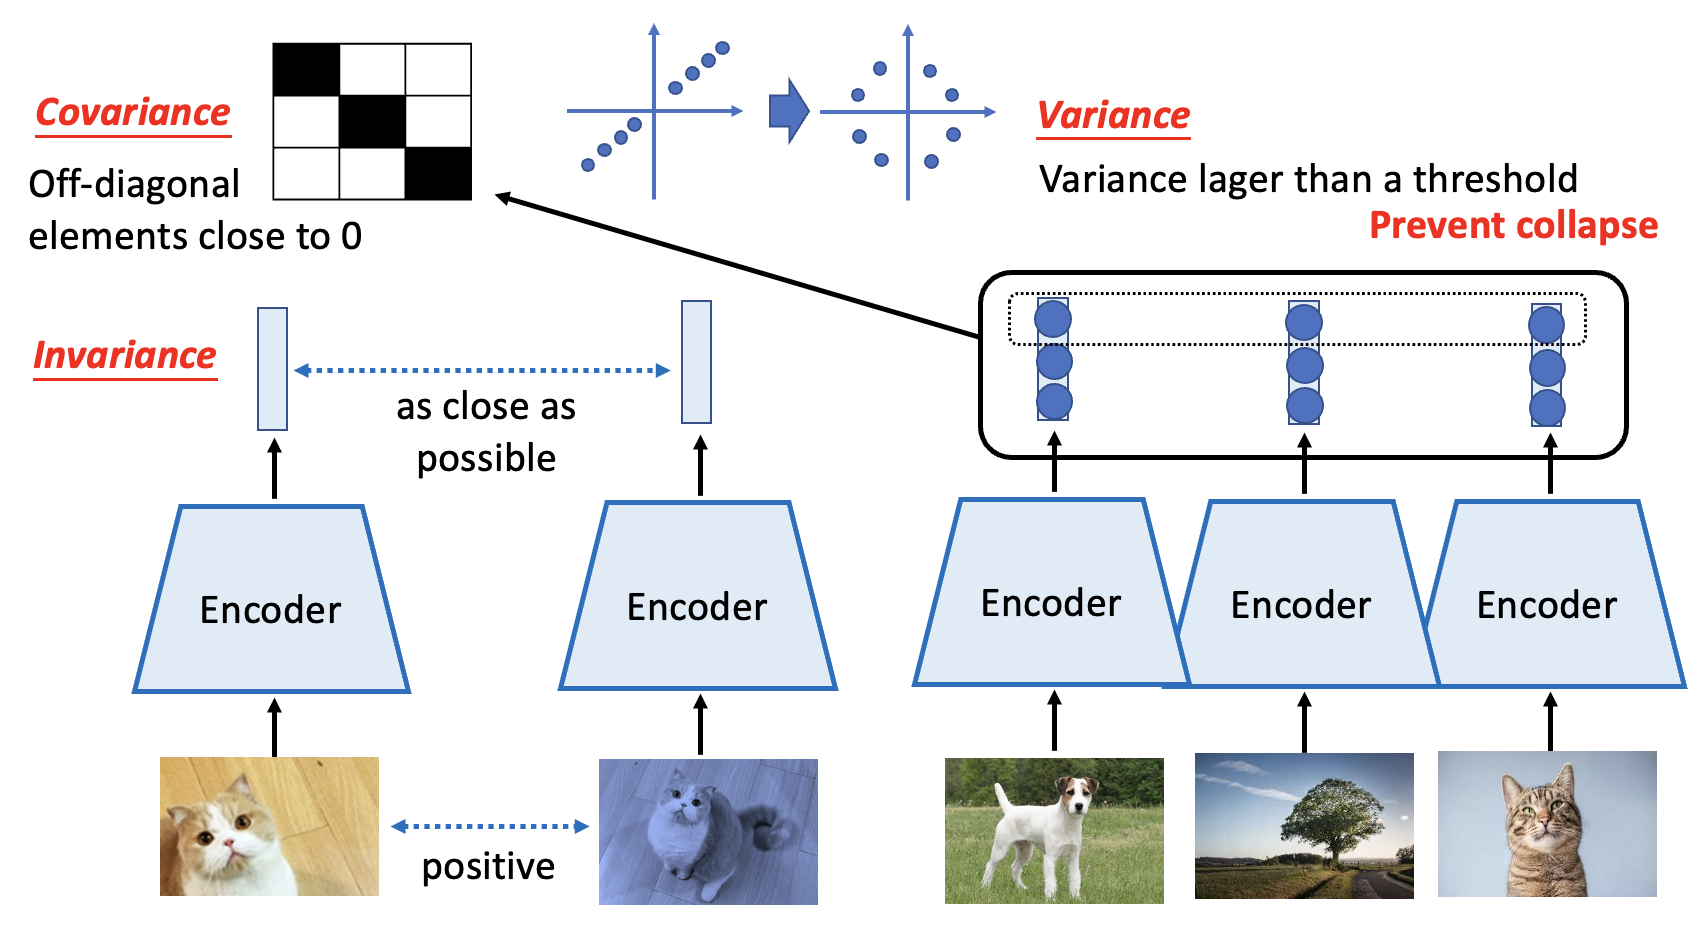 Covariance
Off-diagonal
elements close to 0
Variance
Variance lager than a threshold
Prevent collapse
Invariance
as close as
possible
Encoder
Encoder
Encoder
Encoder
Encoder
positive